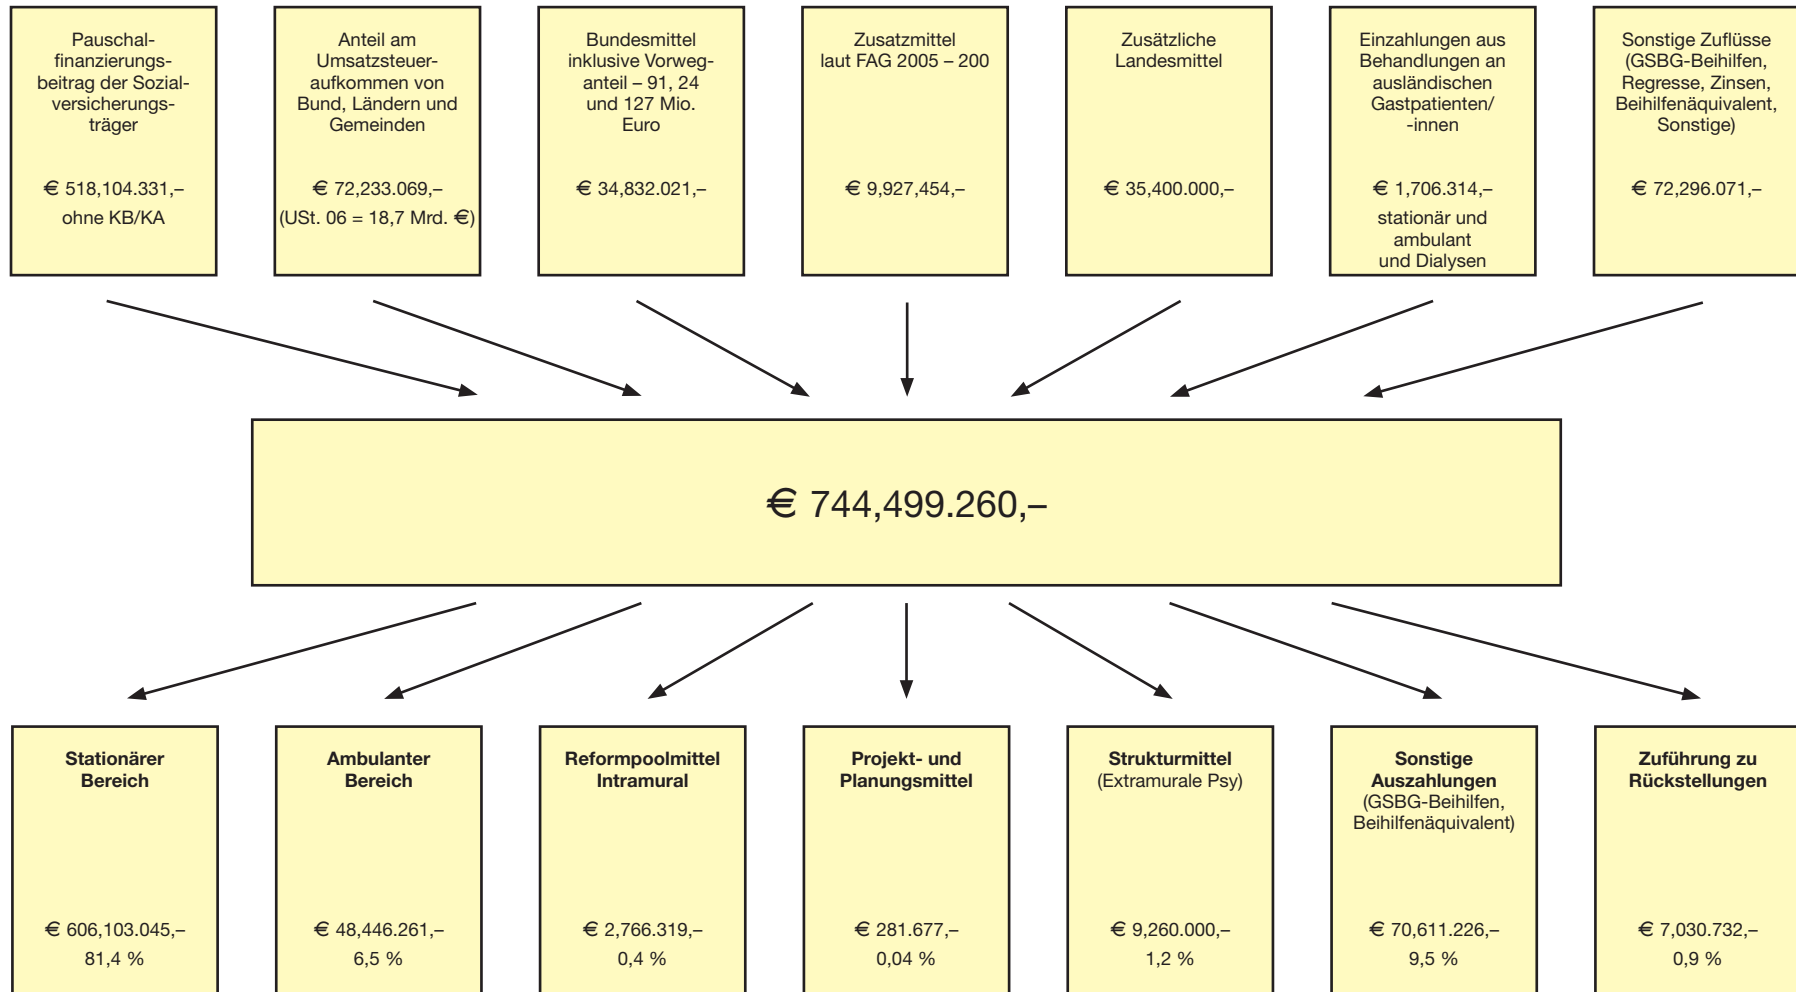 Pauschal-
finanzierungs-
beitrag der Sozial-
versicherungs-
träger
€ 518,104.331,–
ohne KB/KA
Anteil am
Umsatzsteuer-
aufkommen von
Bund, Ländern und
Gemeinden
€ 72,233.069,–
(USt. 06 = 18,7 Mrd. €)
Bundesmittel
inklusive Vorweg-
anteil – 91, 24
und 127 Mio.
Euro
€ 34,832.021,–
Zusatzmittel
laut FAG 2005 – 200
€ 9,927,454,–
Zusätzliche
Landesmittel
€ 35,400.000,–
Einzahlungen aus
Behandlungen an
ausländischen
Gastpatienten/
-innen
€ 1,706.314,–
stationär und
ambulant
und Dialysen
Sonstige Zuflüsse
(GSBG-Beihilfen,
Regresse, Zinsen,
Beihilfenäquivalent,
Sonstige)
€ 72,296.071,–
€ 744,499.260,–
Stationärer
Bereich
€ 606,103.045,–
81,4 %
Ambulanter
Bereich
€ 48,446.261,–
6,5 %
Reformpoolmittel
Intramural
€ 2,766.319,–
0,4 %
Projekt- und
Planungsmittel
€ 281.677,–
0,04 %
Strukturmittel
(Extramurale Psy)
€ 9,260.000,–
1,2 %
Sonstige
Auszahlungen
(GSBG-Beihilfen,
Beihilfenäquivalent)
€ 70,611.226,–
9,5 %
Zuführung zu
Rückstellungen
€ 7,030.732,–
0,9 %